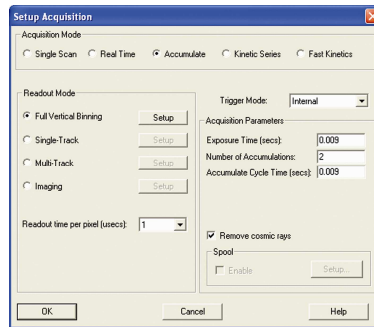 Setup Acquisition
Acquisition Mode
Single Scan Real Time Accumulate Kinetic Series Fast Kinetics
Readout Mode
Full Vertical Binning Setup
Single-Track Setup
Multi-Track Setup
Imaging Setup
Readout time per pixel (usecs): 1
Trigger Mode: Internal
Acquisition Parameters
Exposure Time (secs): 0.009
Number of Accumulations: 2
Accumulate Cycle Time (secs): 0.009
Remove cosmic rays
Spool
Enable Setup...
OK Cancel Help